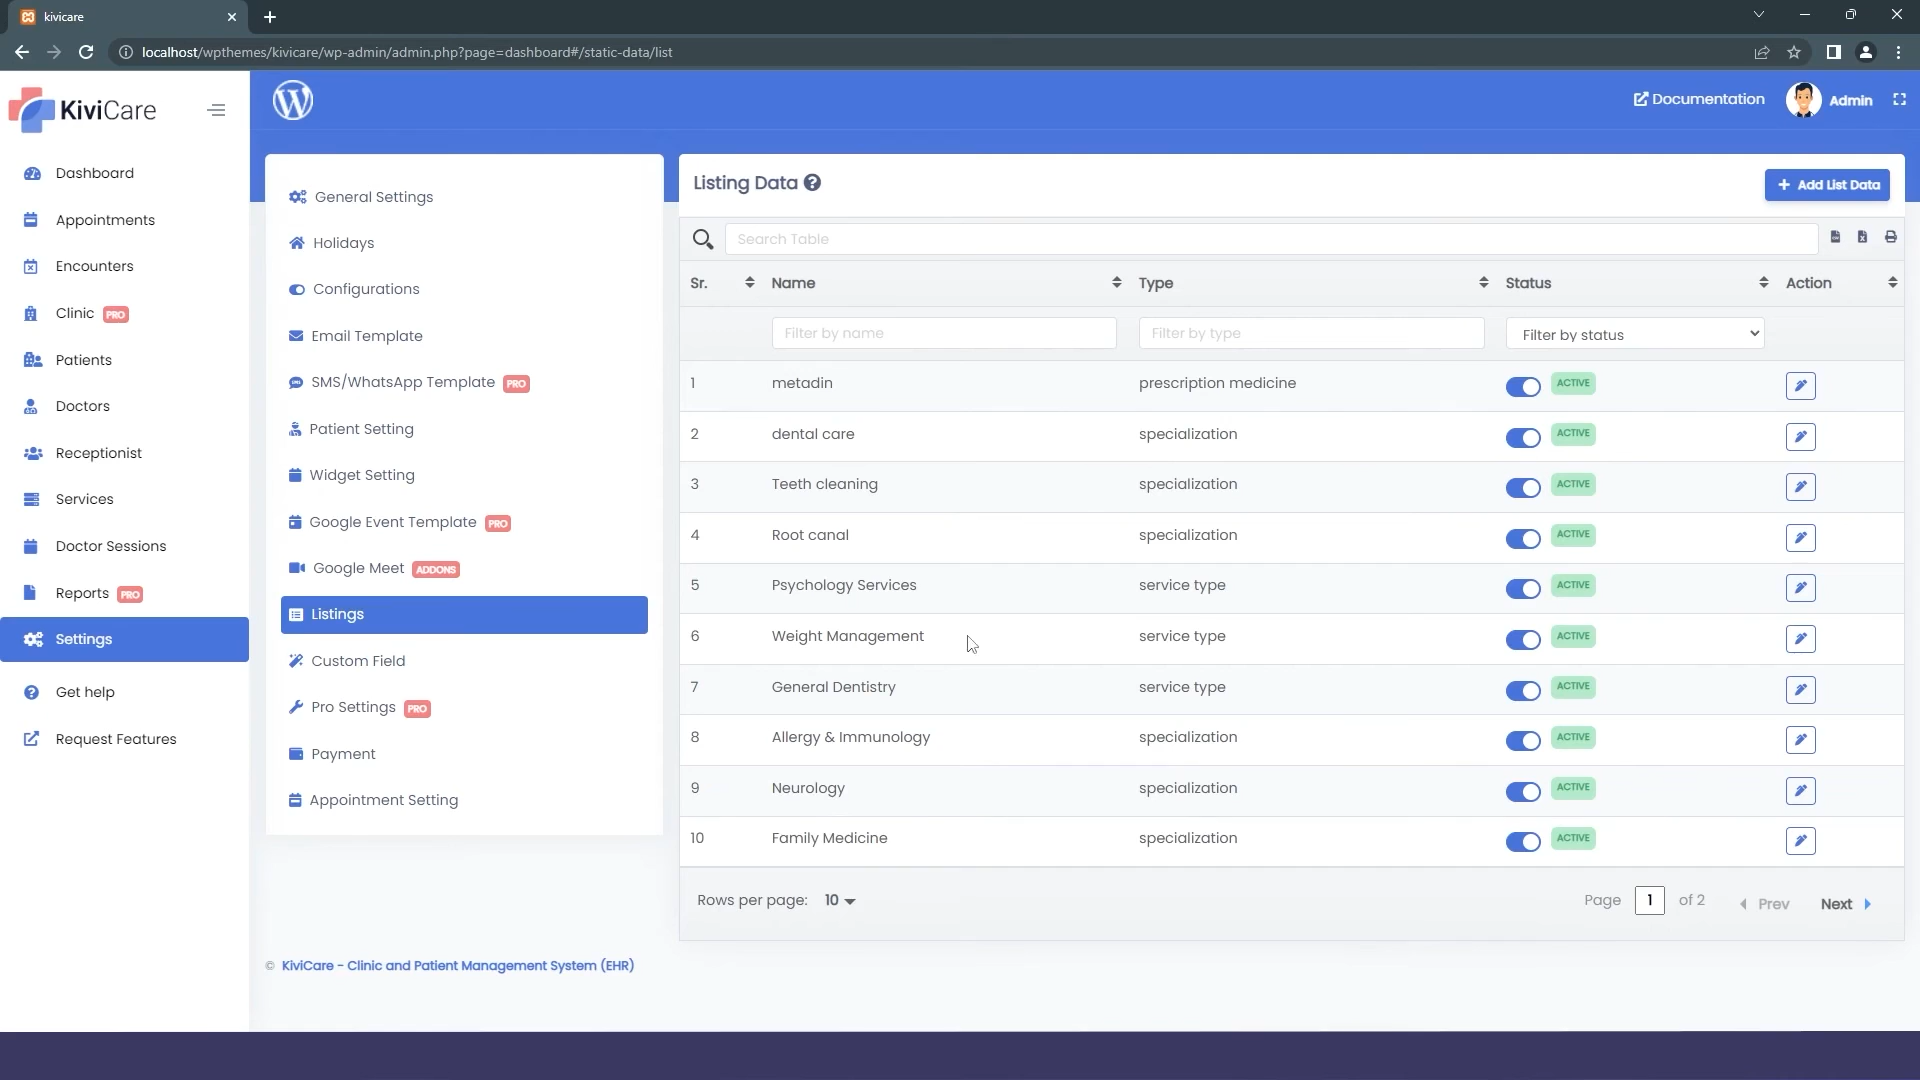 kivicare
localhost/wpthemes/kivicare/wp-admin/admin.php?page=dashboard#/static-data/list
KiviCare
Documentation
Admin
Dashboard
Appointments
Encounters
Clinic PRO
Patients
Doctors
Receptionist
Services
Doctor Sessions
Reports PRO
Settings
Get help
Request Features
General Settings
Holidays
Configurations
Email Template
SMS/WhatsApp Template PRO
Patient Setting
Widget Setting
Google Event Template PRO
Google Meet ADDONS
Listings
Custom Field
Pro Settings PRO
Payment
Appointment Setting
Listing Data
+ Add List Data
Search Table
Sr. Name Type Status Action
Filter by name Filter by type Filter by status
1 metadin prescription medicine ACTIVE
2 dental care specialization ACTIVE
3 Teeth cleaning specialization ACTIVE
4 Root canal specialization ACTIVE
5 Psychology Services service type ACTIVE
6 Weight Management service type ACTIVE
7 General Dentistry service type ACTIVE
8 Allergy & Immunology specialization ACTIVE
9 Neurology specialization ACTIVE
10 Family Medicine specialization ACTIVE
Rows per page: 10 Page 1 of 2 Prev Next
© KiviCare - Clinic and Patient Management System (EHR)